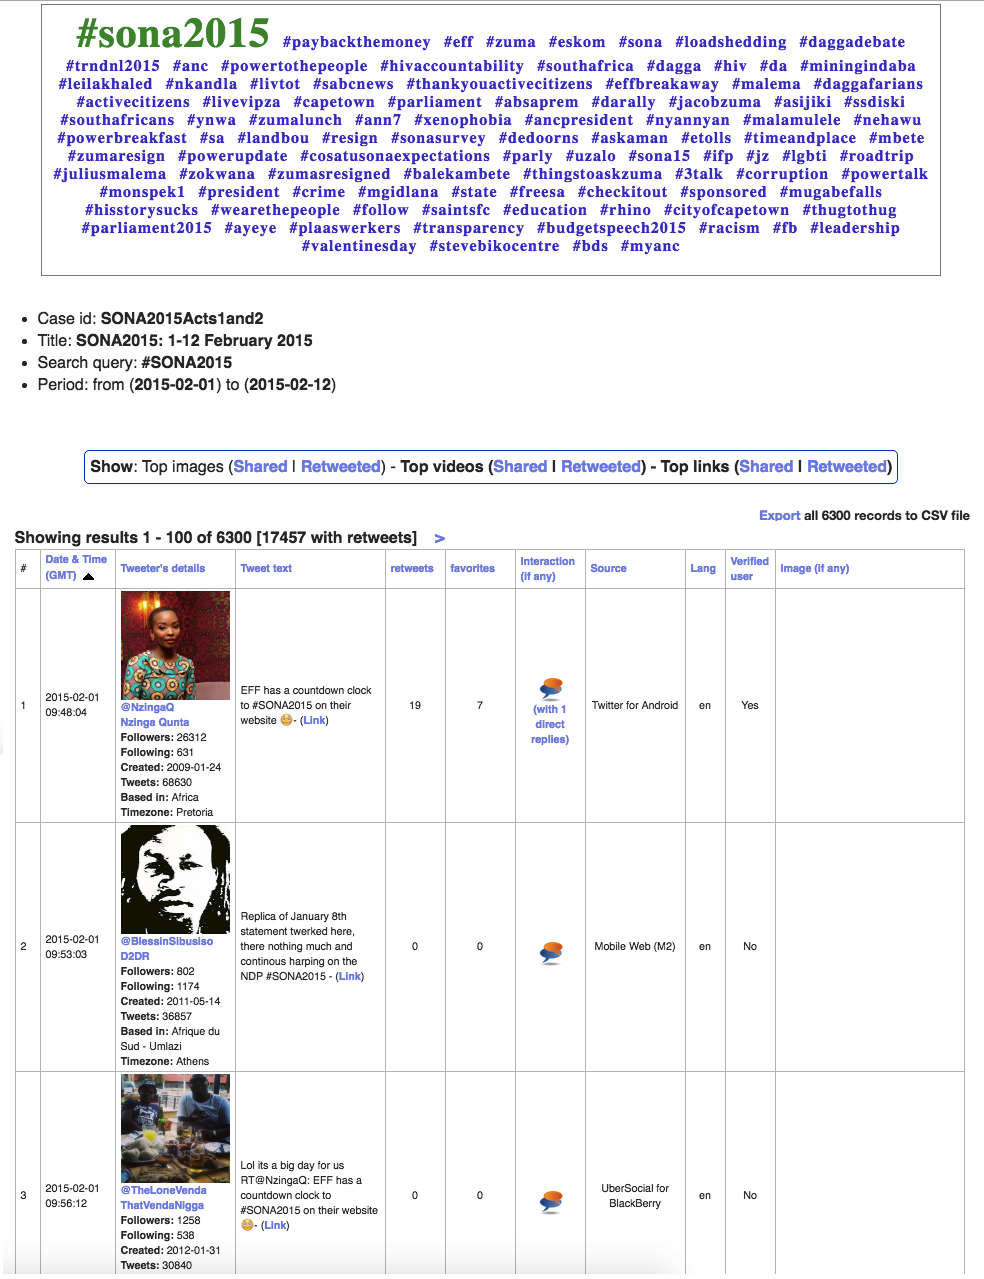 #sona2015 #paybackthemoney #eff #zuma #eskom #sona #loadshedding #daggadebate
#trndnl2015 #anc #powertothepeople #hivaccountability #southafrica #dagga #hiv #da #miningindaba
#leilakhaled #nkandla #livtot #sabcnews #thankyouactivecitizens #effbreakaway #malema #daggafarians
#activecitizens #livevipza #capetown #parliament #absaprem #darally #jacobzuma #asijiki #ssdiski
#southafricans #ynwa #zumalunch #ann7 #xenophobia #ancpresident #nyannyan #malamulele #nehawu
#powerbreakfast #sa #landbou #resign #sonasurvey #dedoorns #askaman #etolls #timeandplace #mbete
#zumaresign #powerupdate #cosatusonaexpectations #parly #uzalo #sona15 #ifp #jz #lgbti #roadtrip
#juliusmalema #zokwana #zumasresigned #balekambete #thingstoaskzuma #3talk #corruption #powertalk
#monspek1 #president #crime #mgidlana #state #freesa #checkitout #sponsored #mugabefalls
#hisstorysucks #wearethepeople #follow #saintsfc #education #rhino #cityofcapetown #thugtothug
#parliament2015 #ayeye #plaaswerkers #transparency #budgetspeech2015 #racism #fb #leadership
#valentinesday #stevebikocentre #bds #myanc
• Case id: SONA2015Acts1and2
• Title: SONA2015: 1-12 February 2015
• Search query: #SONA2015
• Period: from (2015-02-01) to (2015-02-12)
Show: Top images (Shared | Retweeted) - Top videos (Shared | Retweeted) - Top links (Shared | Retweeted)
Export all 6300 records to CSV file
Showing results 1 - 100 of 6300 [17457 with retweets] >
# Date & Time (GMT) Tweeter's details Tweet text retweets favorites Interaction (if any) Source Lang Verified user Image (if any)
1
2015-02-01
09:48:04
@NzingaQ
Nzinga Qunta
Followers: 26312
Following: 631
Created: 2009-01-24
Tweets: 68630
Based in: Africa
Timezone: Pretoria
EFF has a countdown clock
to #SONA2015 on their
website 😂- (Link)
19
7
(with 1
direct
replies)
Twitter for Android
en
Yes
2
2015-02-01
09:53:03
@BlessinSibusiso
D2DR
Followers: 802
Following: 1174
Created: 2011-05-14
Tweets: 36857
Based in: Afrique du
Sud - Umlazi
Timezone: Athens
Replica of January 8th
statement twerked here,
there nothing much and
continous harping on the
NDP #SONA2015 - (Link)
0
0
Mobile Web (M2)
en
No
3
2015-02-01
09:56:12
@TheLoneVenda
ThatVendaNigga
Followers: 1258
Following: 538
Created: 2012-01-31
Tweets: 30840
Lol its a big day for us
RT@NzingaQ: EFF has a
countdown clock to
#SONA2015 on their website
😂- (Link)
0
0
UberSocial for
BlackBerry
en
No